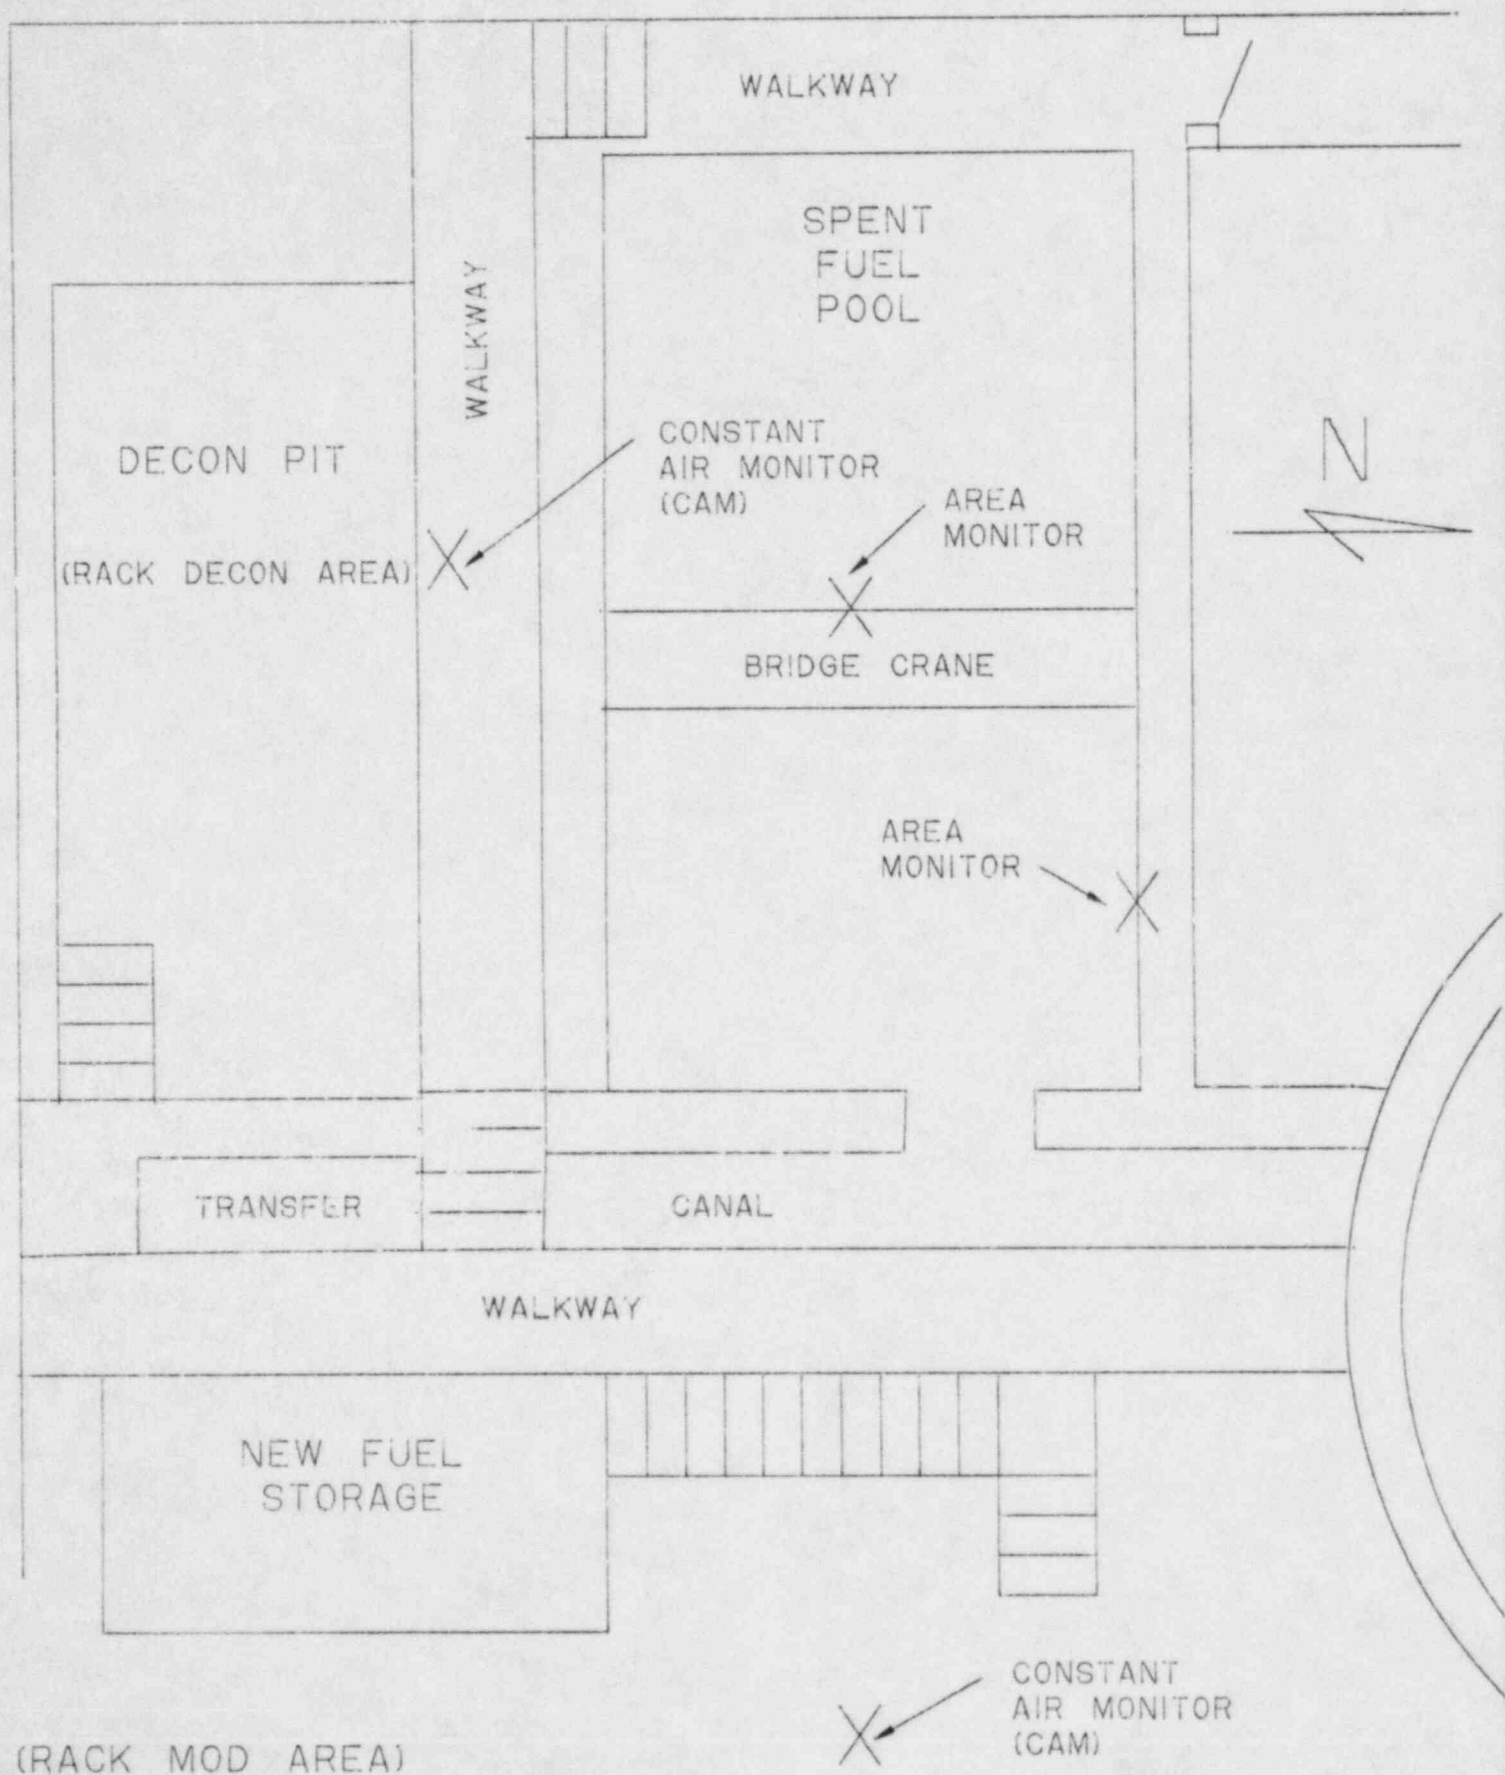 WALKWAY
SPENT
FUEL
POOL
WALKWAY
CONSTANT
AIR MONITOR
(CAM)
DECON PIT
N
AREA
MONITOR
(RACK DECON AREA)
BRIDGE CRANE
AREA
MONITOR
TRANSFER
CANAL
WALKWAY
NEW FUEL
STORAGE
CONSTANT
AIR MONITOR
(CAM)
(RACK MOD AREA)